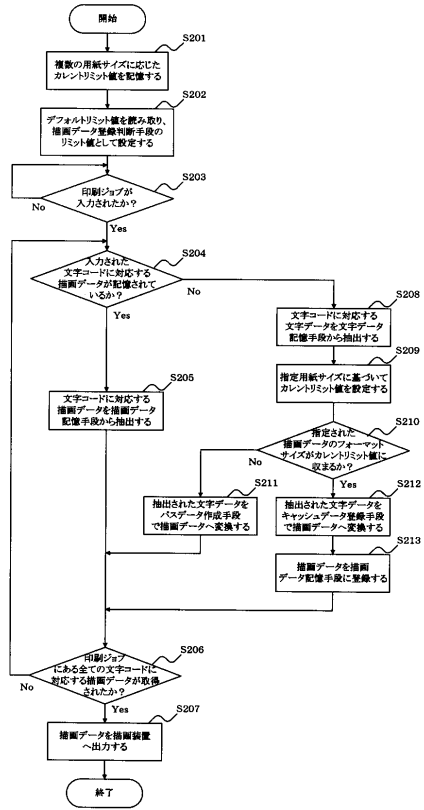 開始
S201
複数の用紙サイズに応じた
カレントリミット値を記憶する
S202
デフォルトリミット値を読み取り、
描画データ登録判断手段の
リミット値として設定する
S203
印刷ジョブが
入力されたか？
No
Yes
S204
入力された
文字コードに対応する
描画データが記憶されて
いるか？
No
Yes
S208
文字コードに対応する
文字データを文字データ
記憶手段から抽出する
S209
指定用紙サイズに基づいて
カレントリミット値を設定する
S205
文字コードに対応する
描画データを描画データ
記憶手段から抽出する
S210
指定された
描画データのフォーマット
サイズがカレントリミット値に
収まるか？
No
Yes
S211
抽出された文字データを
パスデータ作成手段
で描画データへ変換する
S212
抽出された文字データを
キャッシュデータ登録手段
で描画データへ変換する
S213
描画データを描画
データ記憶手段に登録する
S206
印刷ジョブ
にある全ての文字コードに
対応する描画データが取得
されたか？
No
Yes
S207
描画データを描画装置
へ出力する
終了